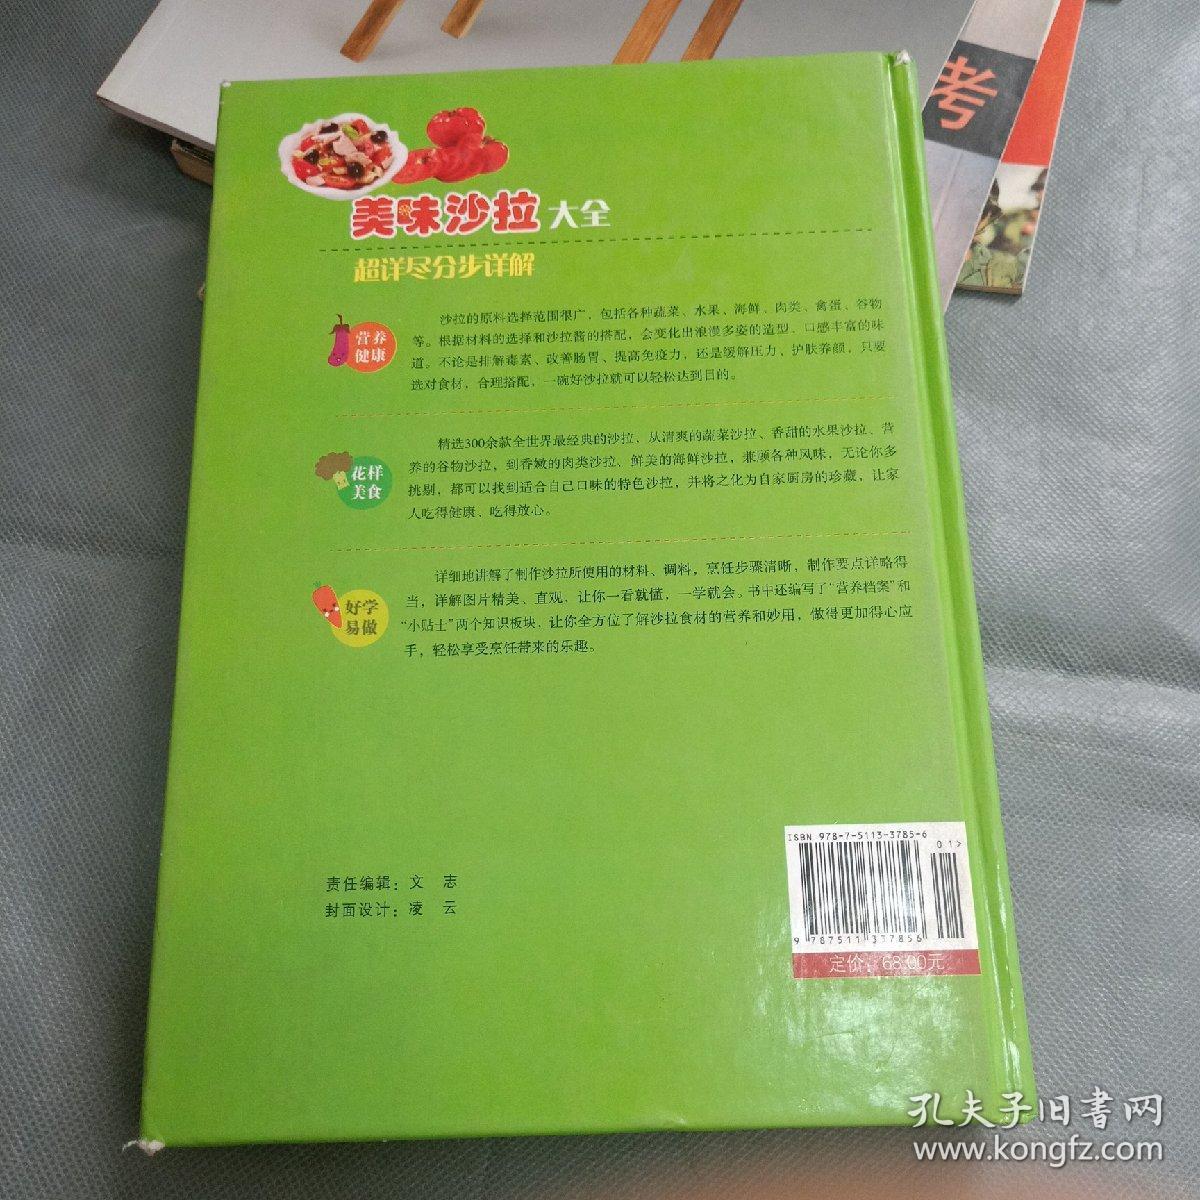 考
美味沙拉大全
超详尽分步详解
营养
健康
沙拉的原料选择范围很广，包括各种蔬菜、水果、海鲜、肉类、禽蛋、谷物
等。根据材料的选择和沙拉酱的搭配，会变化出浪漫多姿的造型、口感丰富的味
道。不论是排解毒素、改善肠胃、提高免疫力，还是缓解压力、护肤养颜，只要
选对食材，合理搭配，一碗好沙拉就可以轻松达到目的。
花样
美食
精选300余款全世界最经典的沙拉，从清爽的蔬菜沙拉、香甜的水果沙拉、营
养的谷物沙拉，到香嫩的肉类沙拉、鲜美的海鲜沙拉，兼顾各种风味，无论你多
挑剔，都可以找到适合自己口味的特色沙拉，并将之化为自家厨房的珍藏，让家
人吃得健康、吃得放心。
好学
易做
详细地讲解了制作沙拉所使用的材料、调料，烹饪步骤清晰，制作要点详略得
当，详解图片精美、直观，让你一看就懂，一学就会。书中还编写了“营养档案”和
“小贴士”两个知识板块，让你全方位了解沙拉食材的营养和妙用，做得更加得心应
手，轻松享受烹饪带来的乐趣。
责任编辑：文　志
封面设计：凌　云
ISBN 978-7-5113-3785-6
01>
9 787511 337856
定价：68.00元
孔夫子旧书网
www.kongfz.com